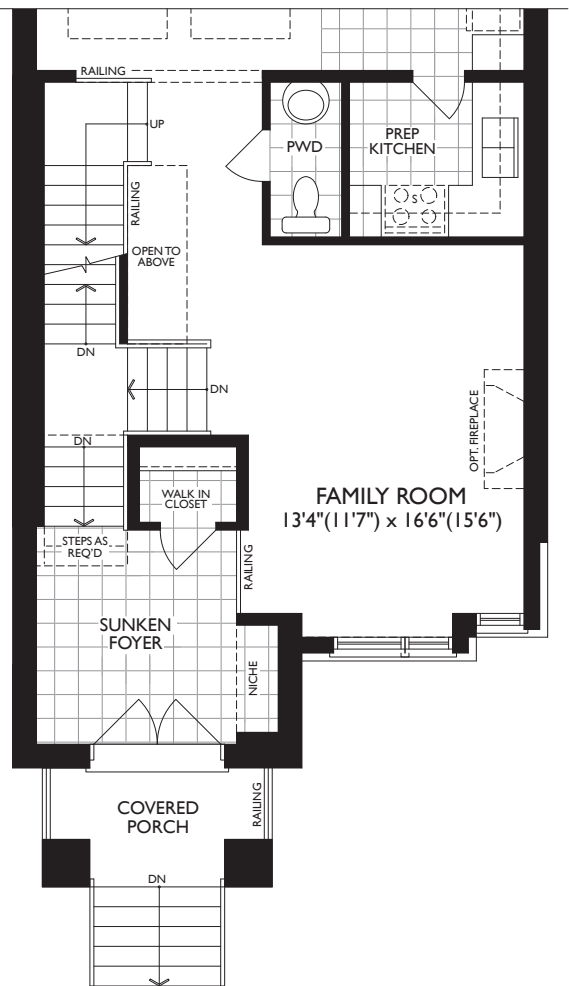 RAILING
UP
PWD
PREP
KITCHEN
S
RAILING
OPEN TO
ABOVE
DN
DN
OPT. FIREPLACE
DN
WALK IN
CLOSET
FAMILY ROOM
13'4"(11'7") x 16'6"(15'6")
STEPS AS
REQ'D
RAILING
SUNKEN
FOYER
NICHE
COVERED
PORCH
RAILING
DN